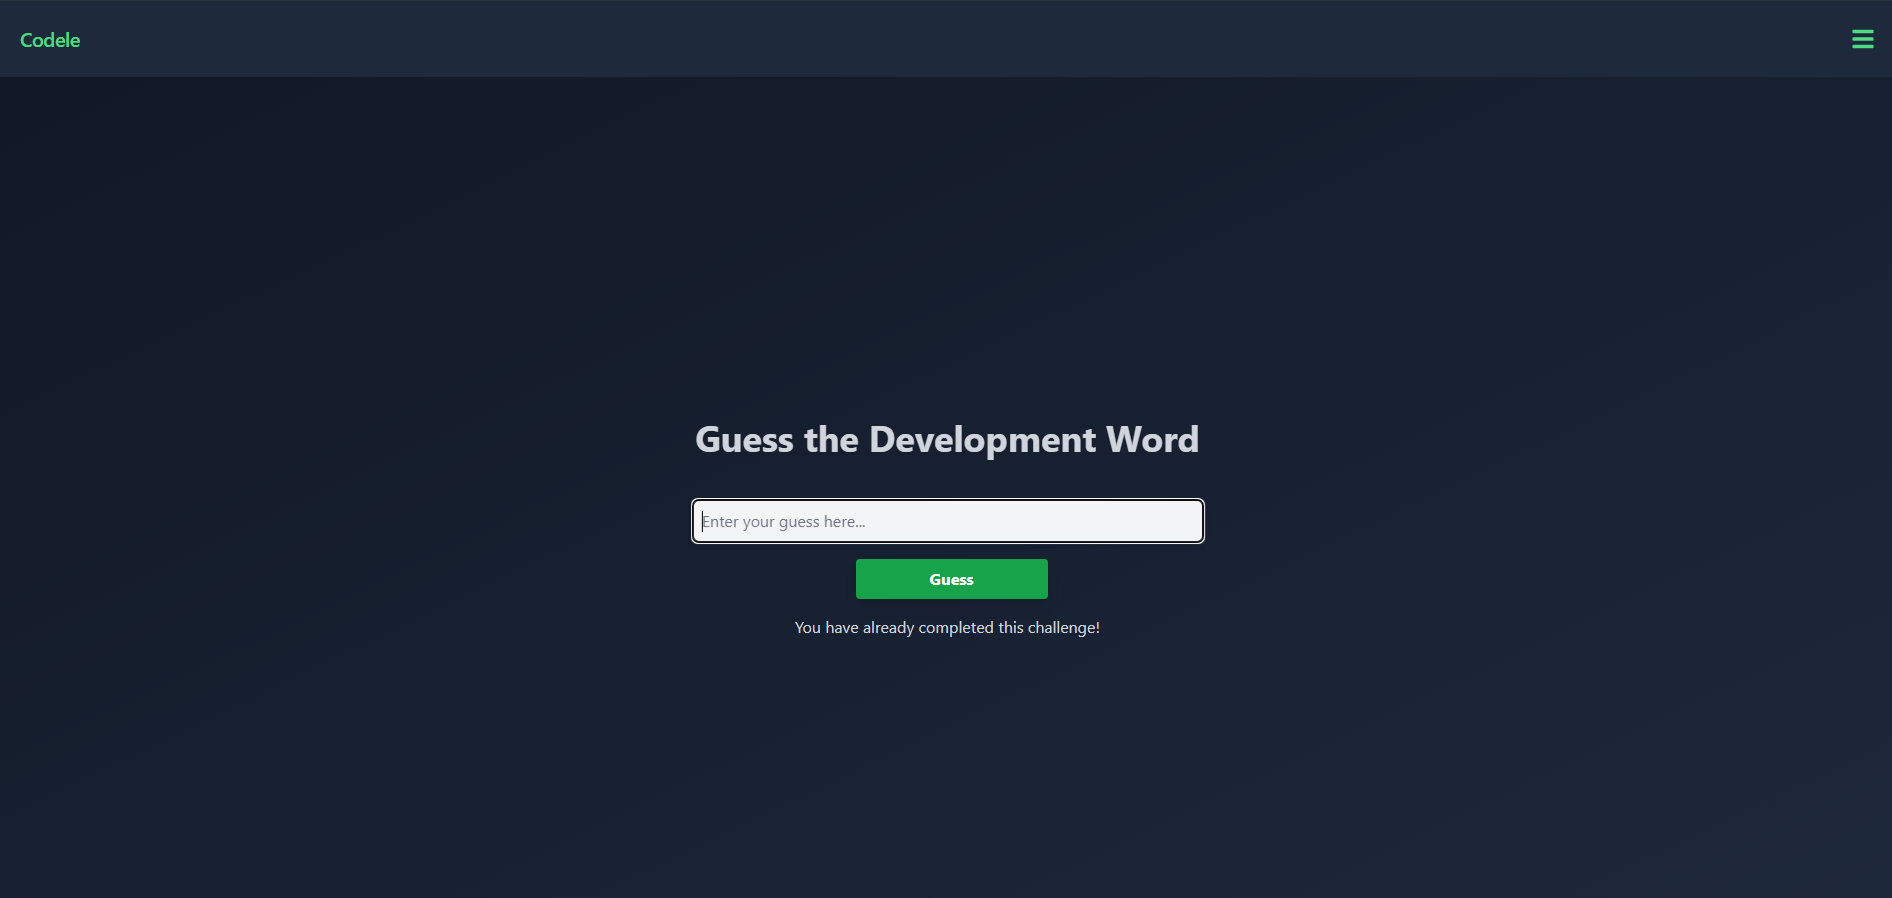 Codele
Guess the Development Word
Enter your guess here...
Guess
You have already completed this challenge!